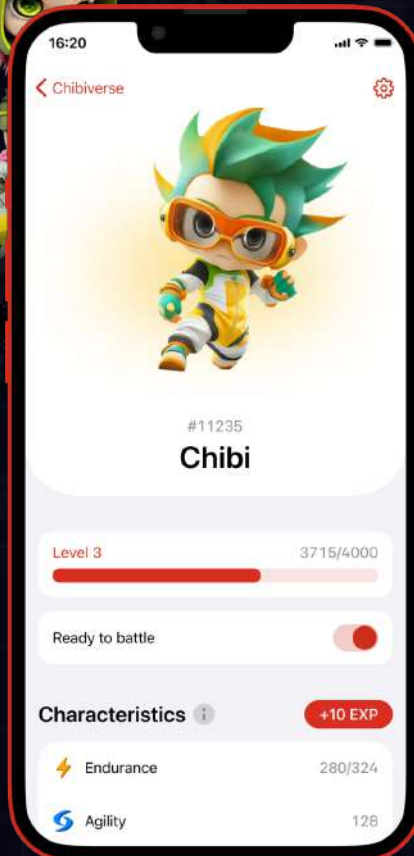 16:20
Chibiverse
#11235
Chibi
Level 3 3715/4000
Ready to battle
Characteristics i +10 EXP
Endurance 280/324
Agility 128